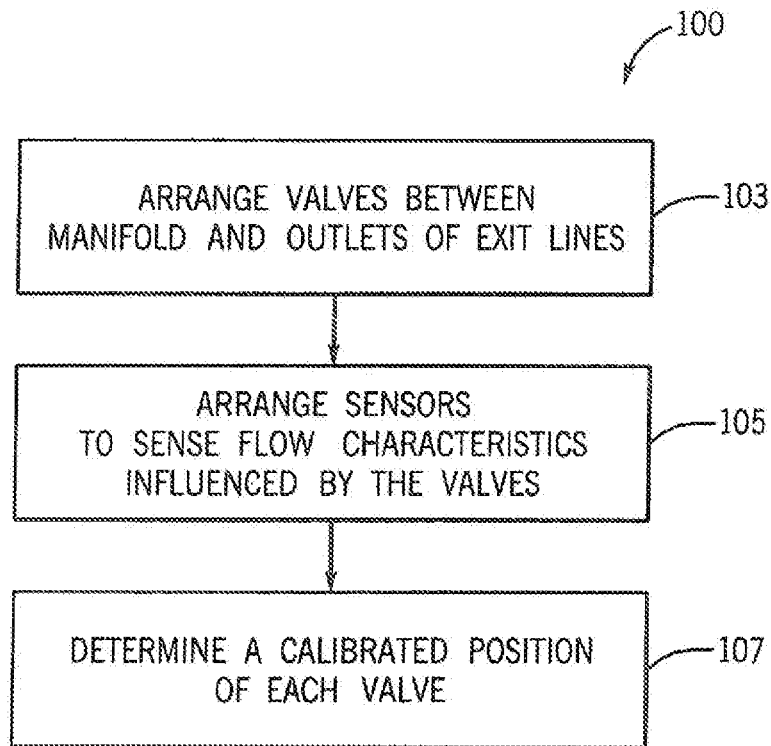 100
ARRANGE VALVES BETWEEN
MANIFOLD AND OUTLETS OF EXIT LINES
103
ARRANGE SENSORS
TO SENSE FLOW CHARACTERISTICS
INFLUENCED BY THE VALVES
105
DETERMINE A CALIBRATED POSITION
OF EACH VALVE
107